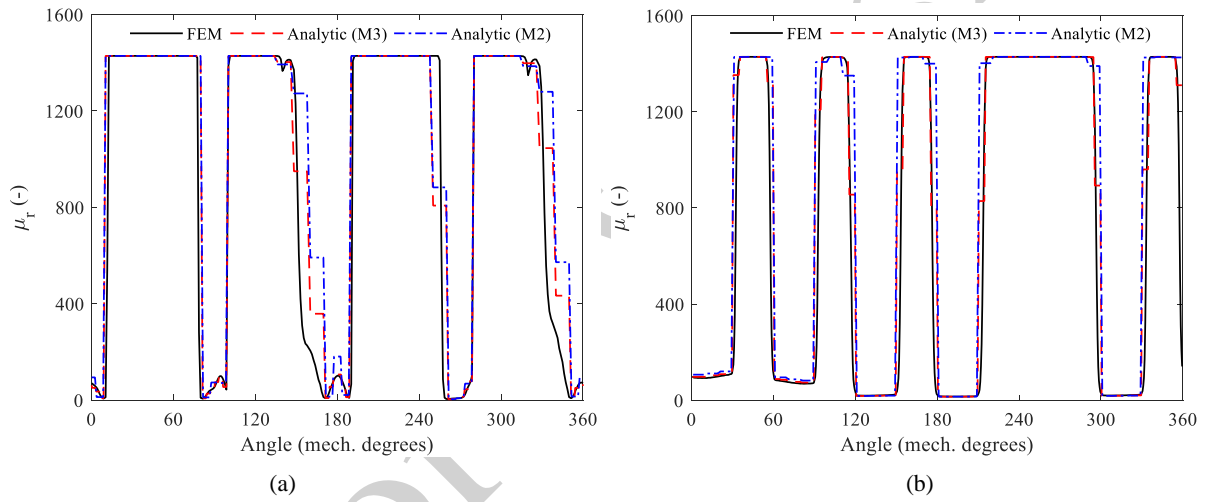 1600
FEM Analytic (M3) Analytic (M2)
1200
800
400
0
μr (-)
0 60 120 180 240 300 360
Angle (mech. degrees)
(a)
1600
FEM Analytic (M3) Analytic (M2)
1200
800
400
0
μr (-)
0 60 120 180 240 300 360
Angle (mech. degrees)
(b)